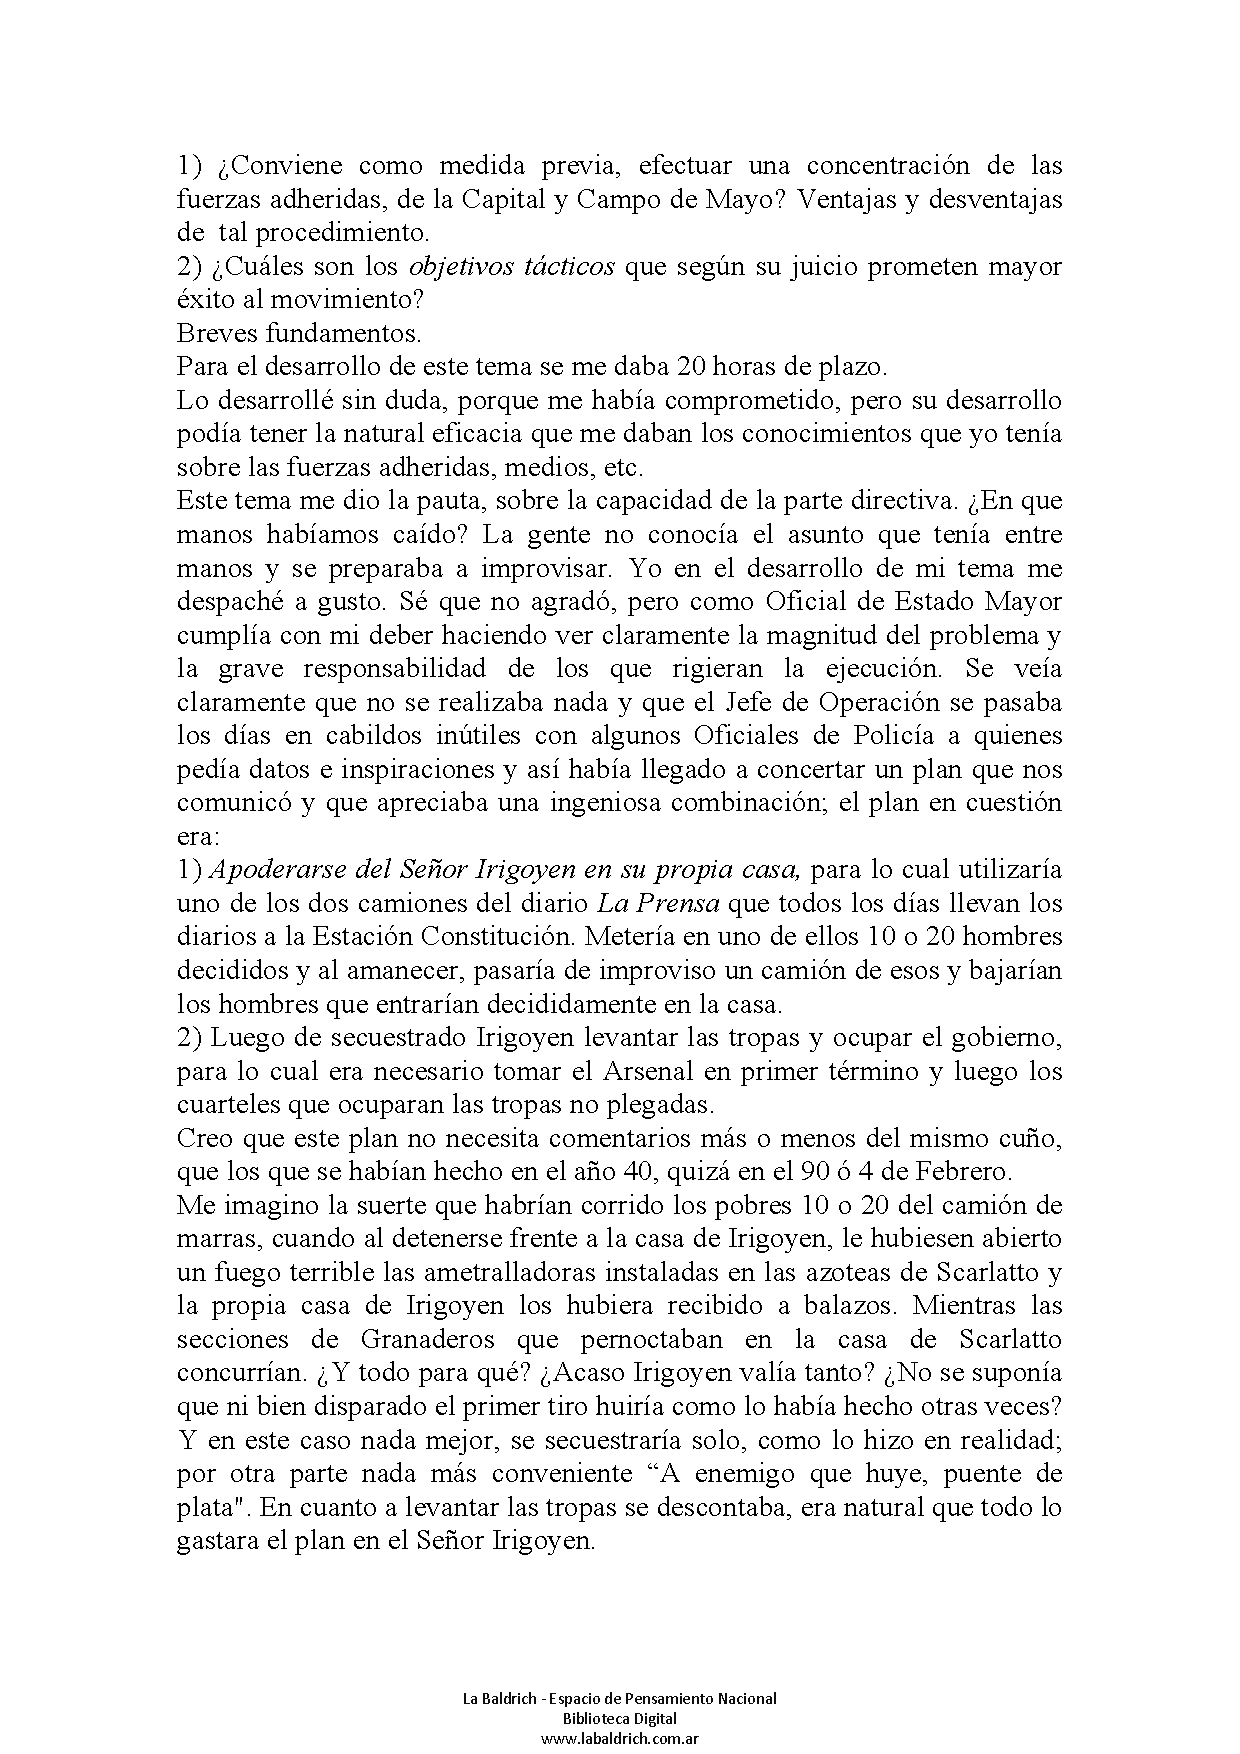 1) ¿Conviene como medida previa, efectuar una concentración de las
fuerzas adheridas, de la Capital y Campo de Mayo? Ventajas y desventajas
de tal procedimiento.
2) ¿Cuáles son los objetivos tácticos que según su juicio prometen mayor
éxito al movimiento?
Breves fundamentos.
Para el desarrollo de este tema se me daba 20 horas de plazo.
Lo desarrollé sin duda, porque me había comprometido, pero su desarrollo
podía tener la natural eficacia que me daban los conocimientos que yo tenía
sobre las fuerzas adheridas, medios, etc.
Este tema me dio la pauta, sobre la capacidad de la parte directiva. ¿En que
manos habíamos caído? La gente no conocía el asunto que tenía entre
manos y se preparaba a improvisar. Yo en el desarrollo de mi tema me
despaché a gusto. Sé que no agradó, pero como Oficial de Estado Mayor
cumplía con mi deber haciendo ver claramente la magnitud del problema y
la grave responsabilidad de los que rigieran la ejecución. Se veía
claramente que no se realizaba nada y que el Jefe de Operación se pasaba
los días en cabildos inútiles con algunos Oficiales de Policía a quienes
pedía datos e inspiraciones y así había llegado a concertar un plan que nos
comunicó y que apreciaba una ingeniosa combinación; el plan en cuestión
era:
1) Apoderarse del Señor Irigoyen en su propia casa, para lo cual utilizaría
uno de los dos camiones del diario La Prensa que todos los días llevan los
diarios a la Estación Constitución. Metería en uno de ellos 10 o 20 hombres
decididos y al amanecer, pasaría de improviso un camión de esos y bajarían
los hombres que entrarían decididamente en la casa.
2) Luego de secuestrado Irigoyen levantar las tropas y ocupar el gobierno,
para lo cual era necesario tomar el Arsenal en primer término y luego los
cuarteles que ocuparan las tropas no plegadas.
Creo que este plan no necesita comentarios más o menos del mismo cuño,
que los que se habían hecho en el año 40, quizá en el 90 ó 4 de Febrero.
Me imagino la suerte que habrían corrido los pobres 10 o 20 del camión de
marras, cuando al detenerse frente a la casa de Irigoyen, le hubiesen abierto
un fuego terrible las ametralladoras instaladas en las azoteas de Scarlatto y
la propia casa de Irigoyen los hubiera recibido a balazos. Mientras las
secciones de Granaderos que pernoctaban en la casa de Scarlatto
concurrían. ¿Y todo para qué? ¿Acaso Irigoyen valía tanto? ¿No se suponía
que ni bien disparado el primer tiro huiría como lo había hecho otras veces?
Y en este caso nada mejor, se secuestraría solo, como lo hizo en realidad;
por otra parte nada más conveniente “A enemigo que huye, puente de
plata". En cuanto a levantar las tropas se descontaba, era natural que todo lo
gastara el plan en el Señor Irigoyen.
La Baldrich - Espacio de Pensamiento Nacional
Biblioteca Digital
www.labaldrich.com.ar